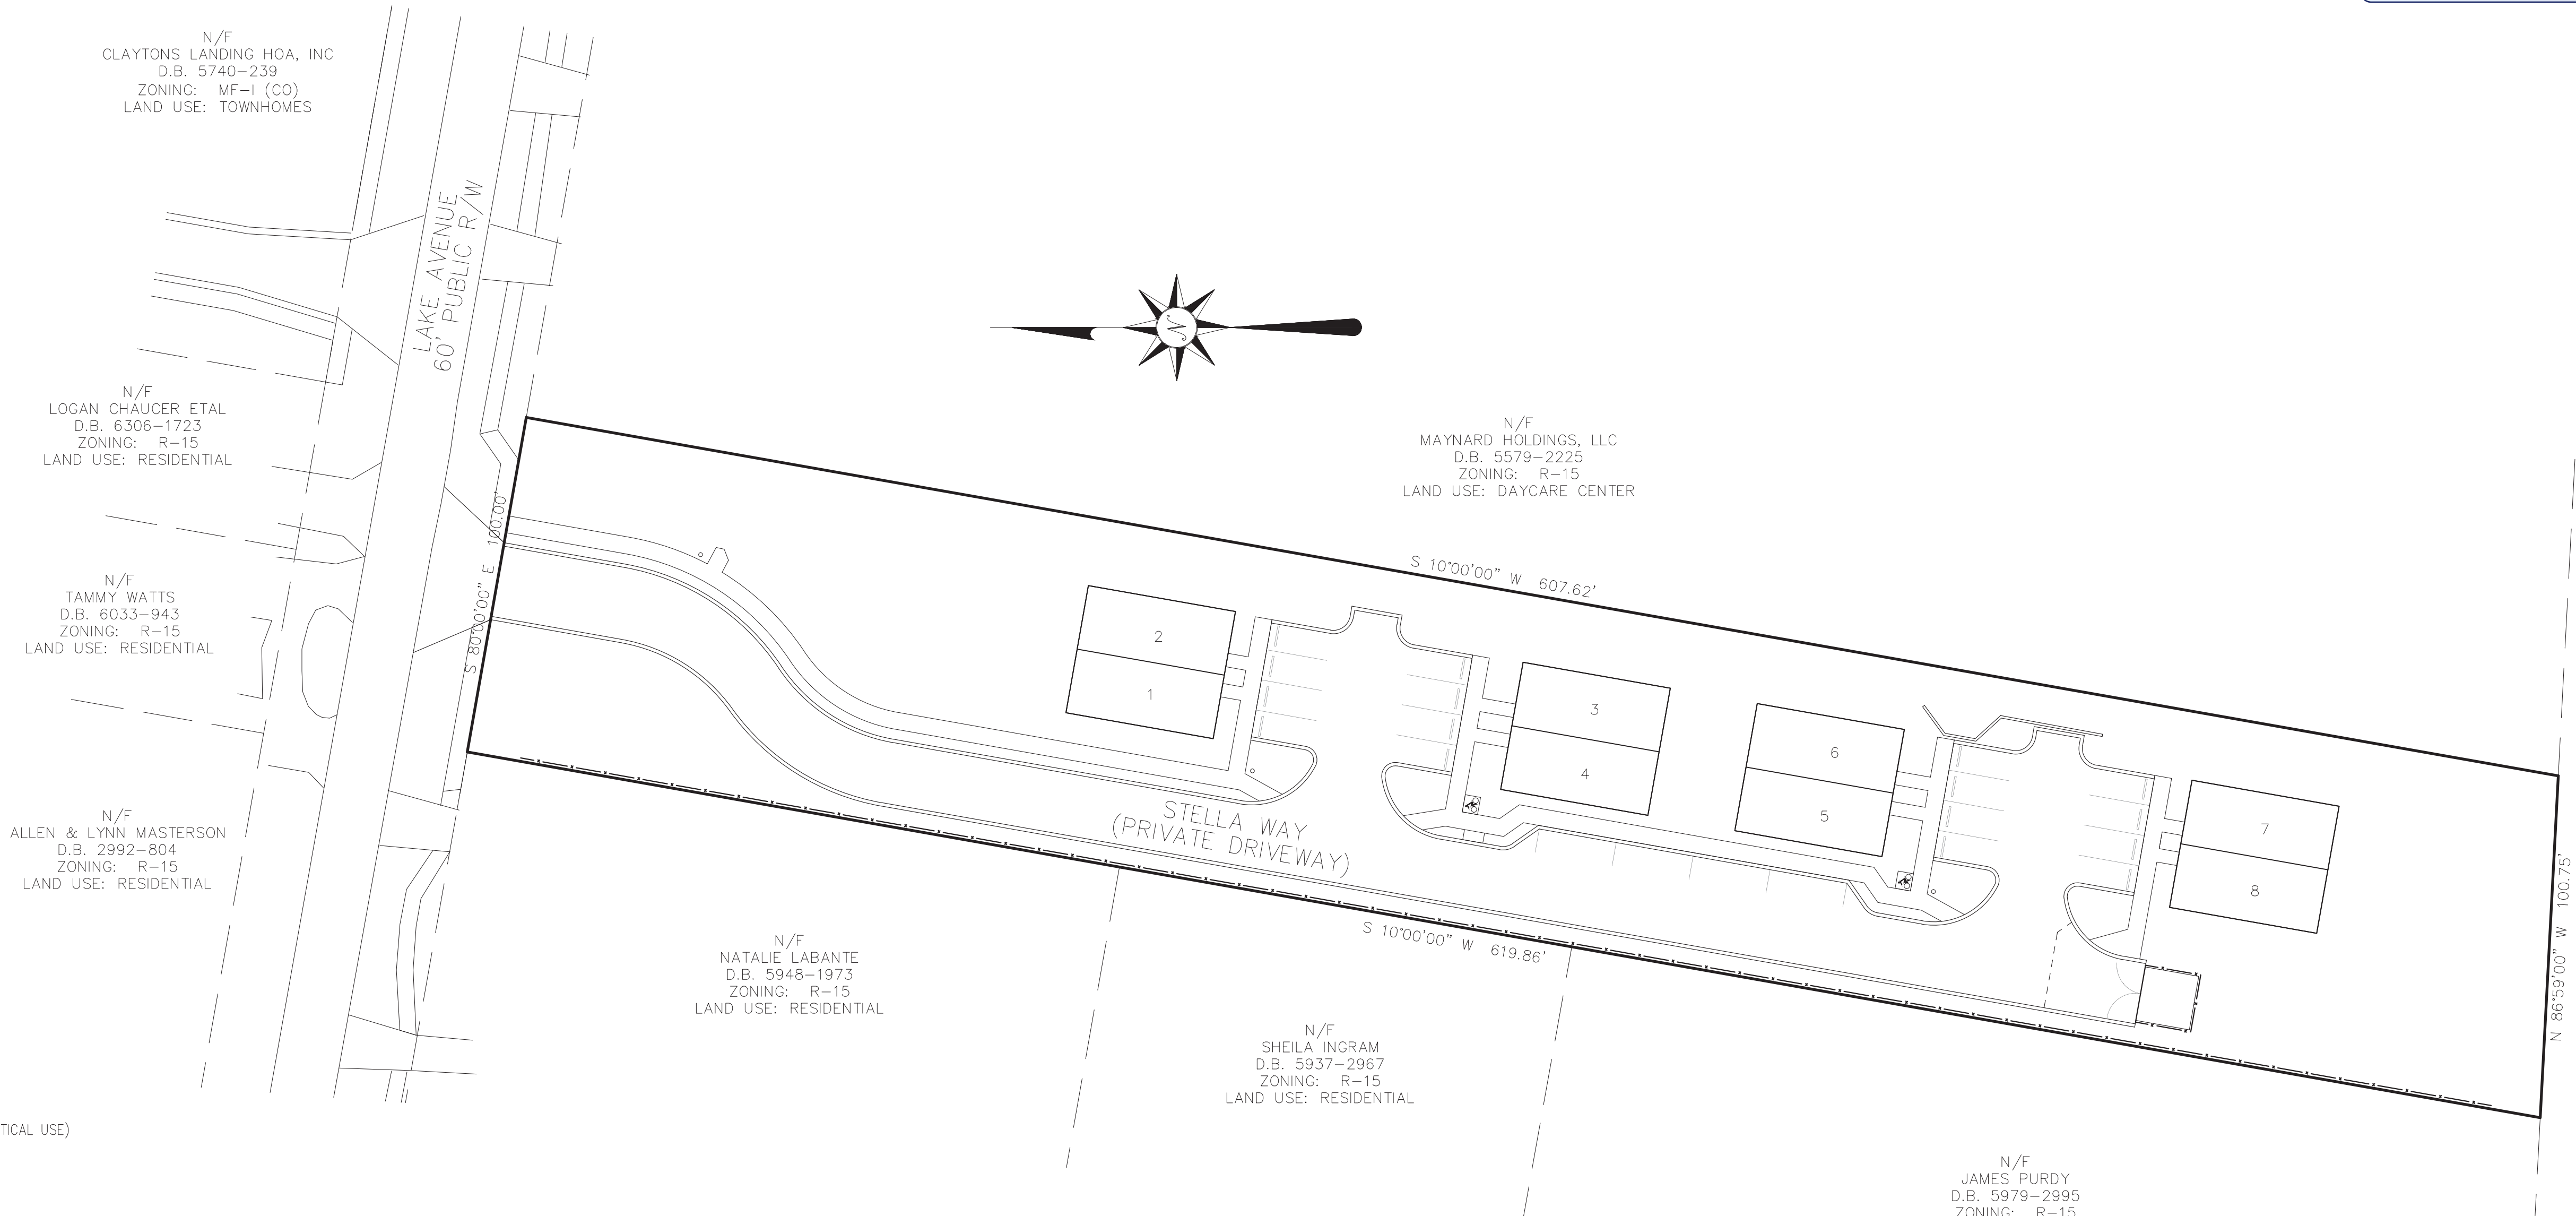 N/F
CLAYTONS LANDING HOA, INC
D.B. 5740-239
ZONING: MF-I (CO)
LAND USE: TOWNHOMES
LAKE AVENUE
60' PUBLIC R/W
N
N/F
LOGAN CHAUCER ETAL
D.B. 6306-1723
ZONING: R-15
LAND USE: RESIDENTIAL
N/F
MAYNARD HOLDINGS, LLC
D.B. 5579-2225
ZONING: R-15
LAND USE: DAYCARE CENTER
S 80°00'00" E 100.00'
S 10°00'00" W 607.62'
N/F
TAMMY WATTS
D.B. 6033-943
ZONING: R-15
LAND USE: RESIDENTIAL
2
1
3
4
6
5
7
8
STELLA WAY
(PRIVATE DRIVEWAY)
N/F
ALLEN & LYNN MASTERSON
D.B. 2992-804
ZONING: R-15
LAND USE: RESIDENTIAL
S 10°00'00" W 619.86'
N 86°59'00" W 100.75'
N/F
NATALIE LABANTE
D.B. 5948-1973
ZONING: R-15
LAND USE: RESIDENTIAL
N/F
SHEILA INGRAM
D.B. 5937-2967
ZONING: R-15
LAND USE: RESIDENTIAL
TICAL USE)
N/F
JAMES PURDY
D.B. 5979-2995
ZONING: R-15